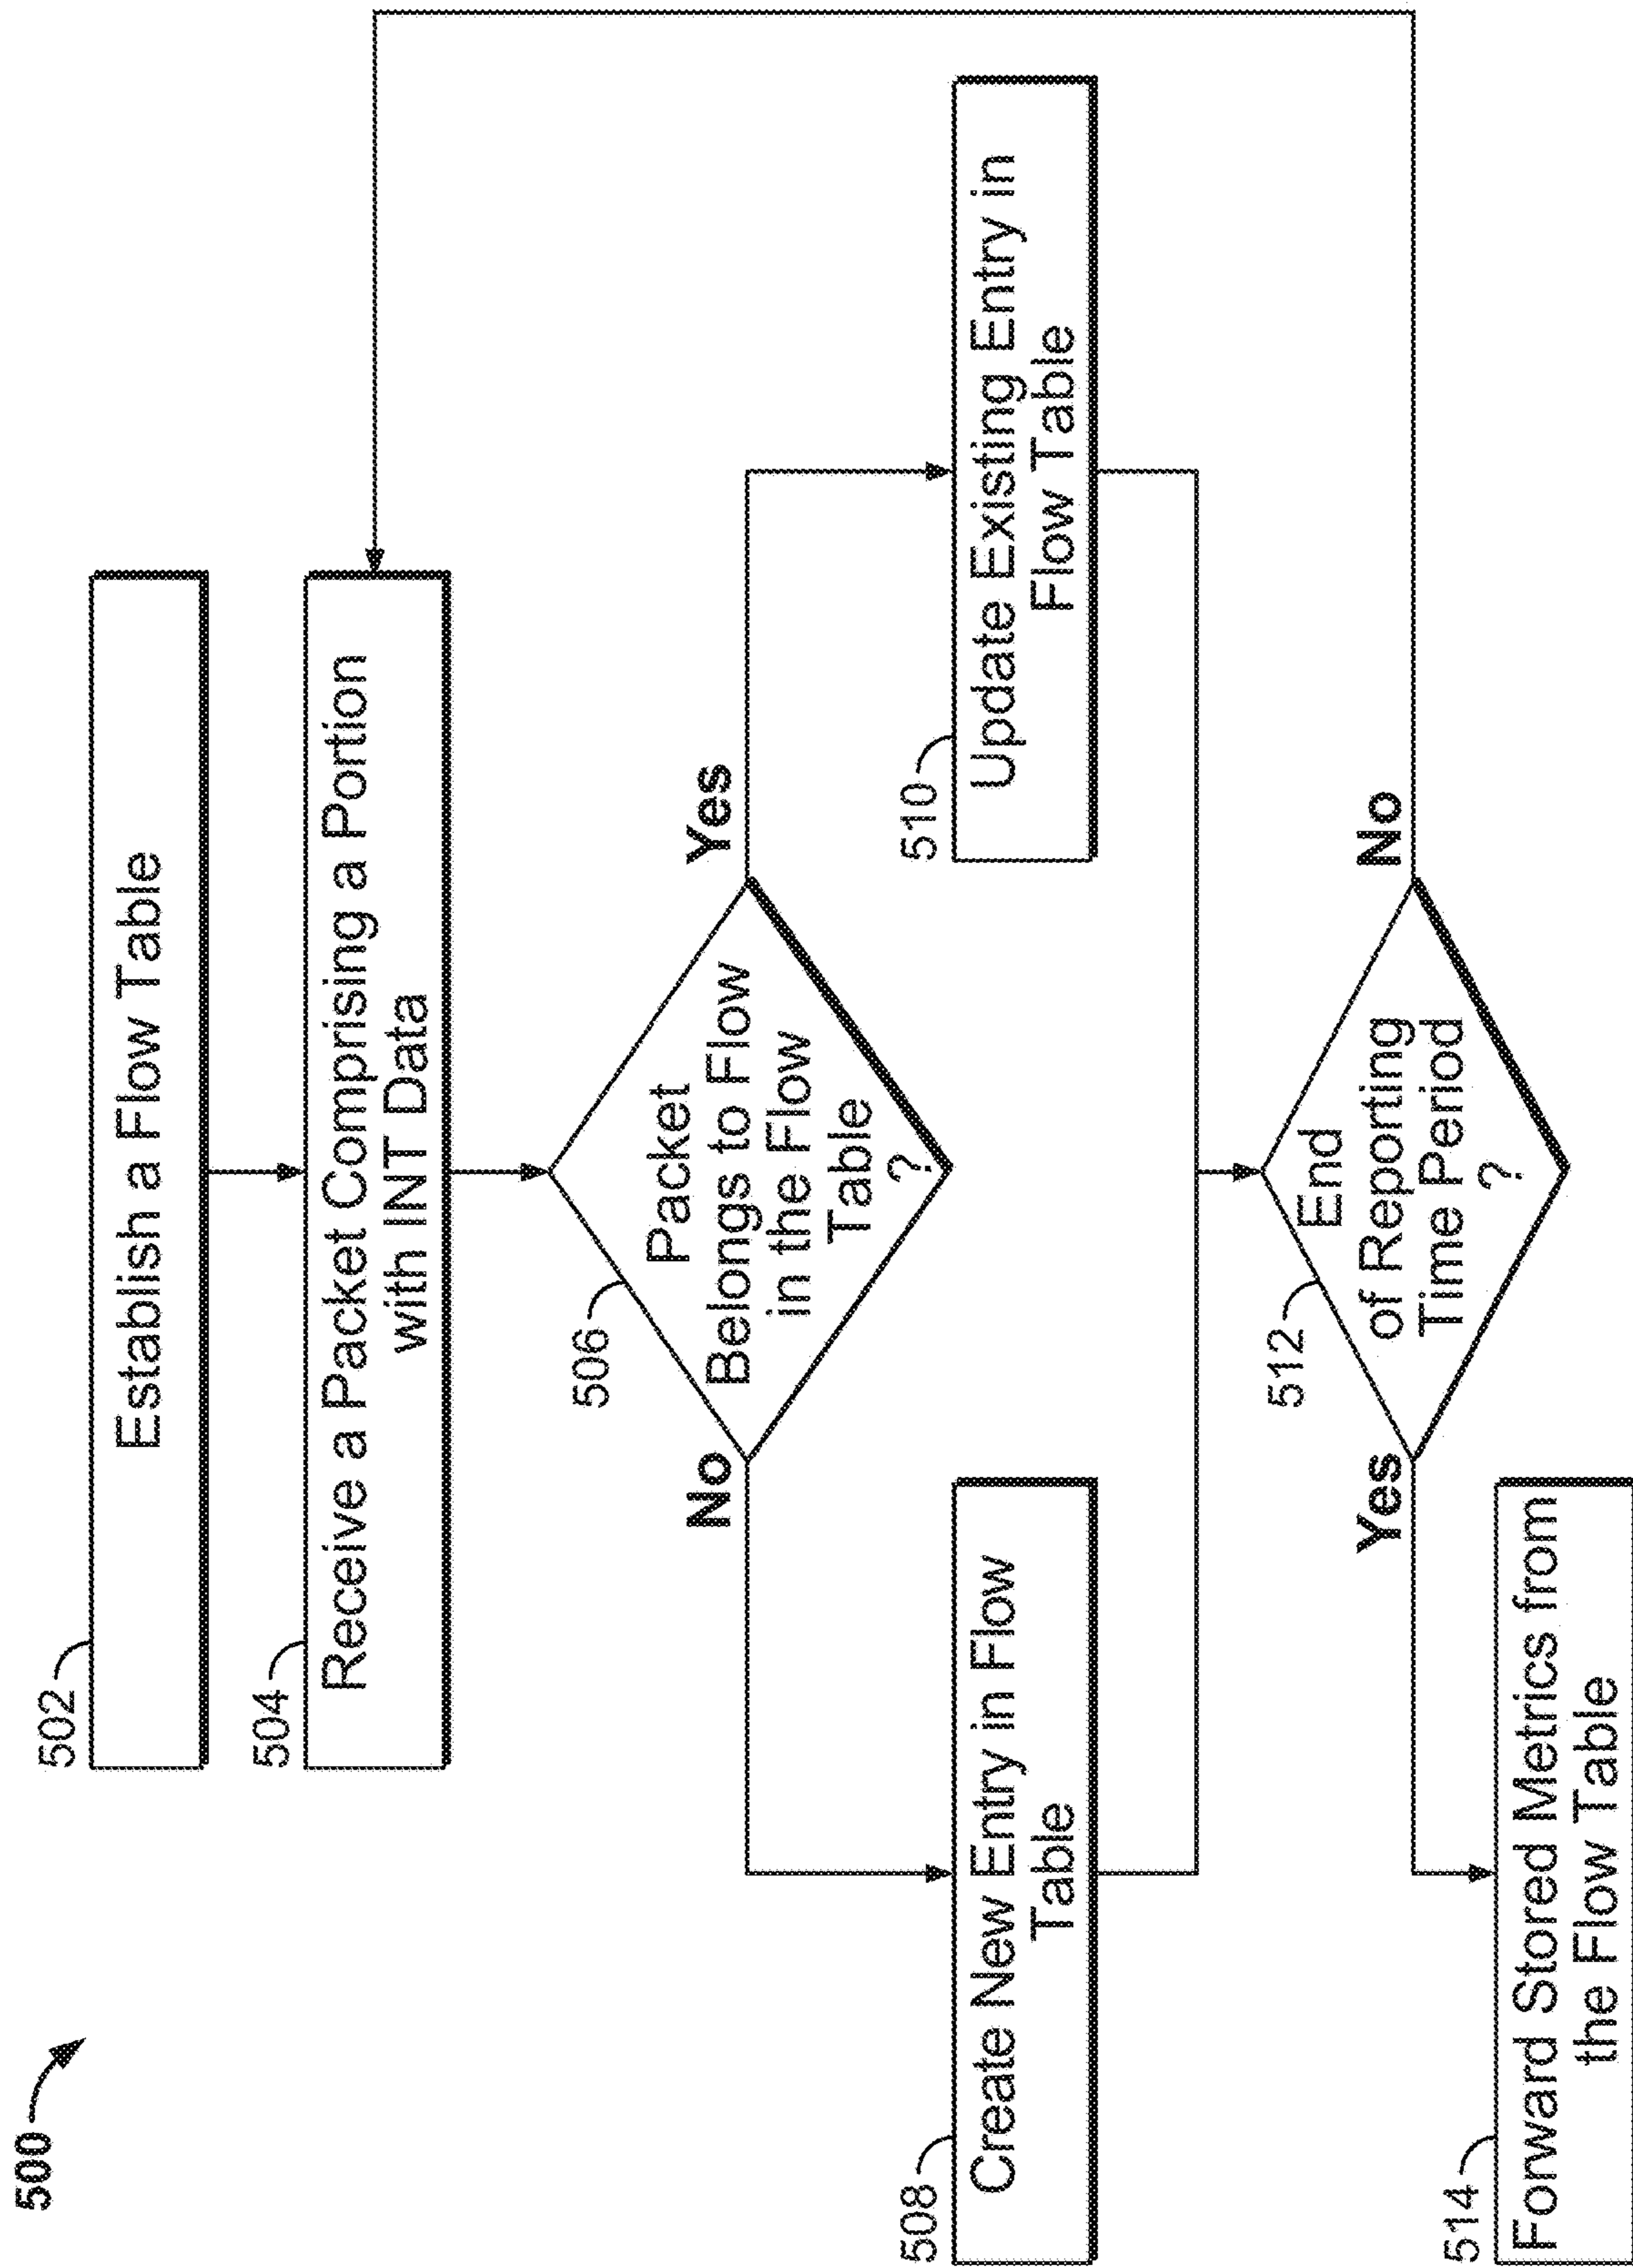 500
502
Establish a Flow Table
504
Receive a Packet Comprising a Portion
with INT Data
506
Packet
Belongs to Flow
in the Flow
Table
?
No
Yes
508
Create New Entry in Flow
Table
510
Update Existing Entry in
Flow Table
512
End
of Reporting
Time Period
?
Yes
No
514
Forward Stored Metrics from
the Flow Table